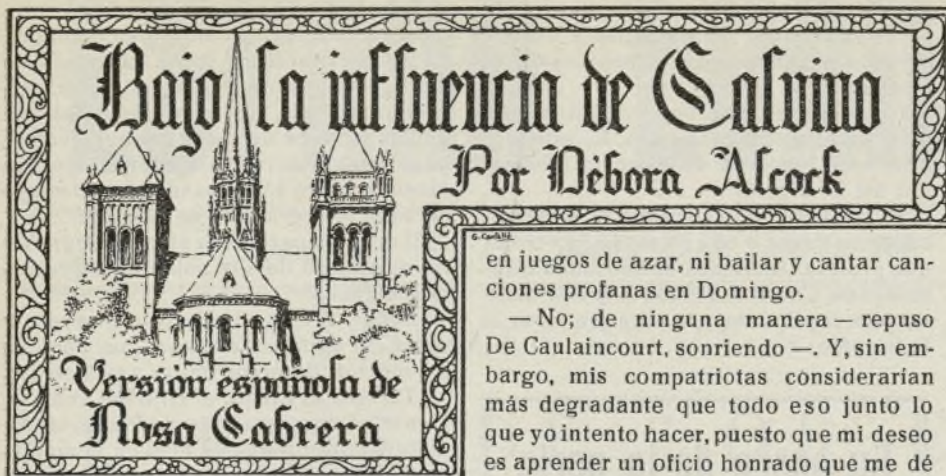 Bajo la influencia de Calvino
Por Débora Alcock
Versión española de
Rosa Cabrera
en juegos de azar, ni bailar y cantar can-
ciones profanas en Domingo.
— No; de ninguna manera — repuso
De Caulaincourt, sonriendo —. Y, sin em-
bargo, mis compatriotas considerarían
más degradante que todo eso junto lo
que yo intento hacer, puesto que mi deseo
es aprender un oficio honrado que me dé